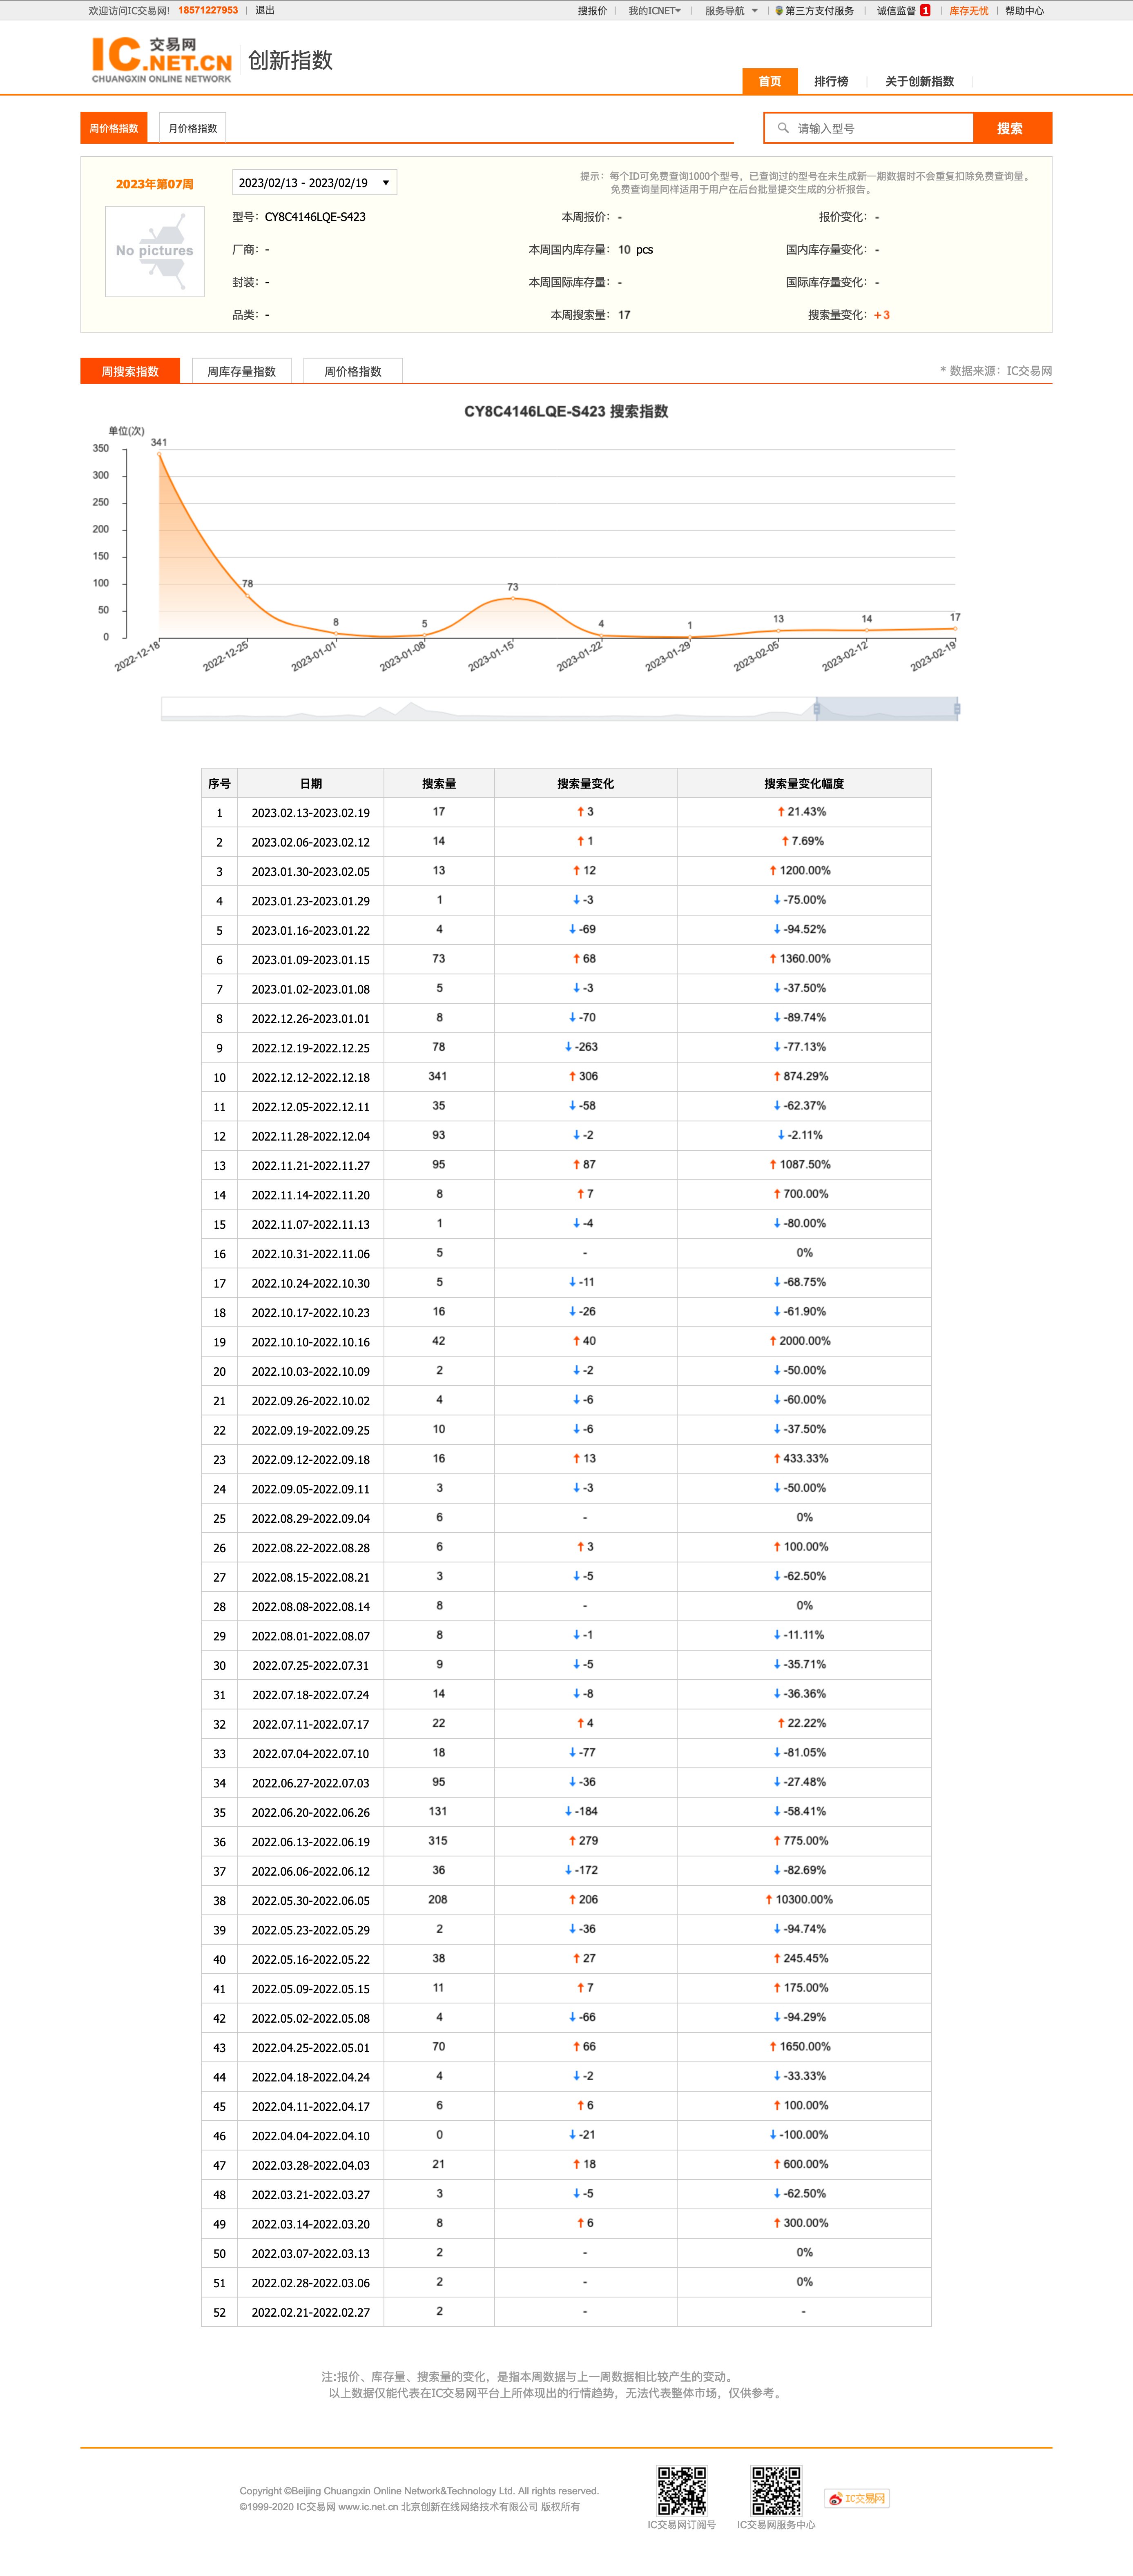 欢迎访问IC交易网! 18571227953 | 退出
搜报价 | 我的ICNET | 服务导航 | 第三方支付服务 | 诚信监督 1 | 库存无忧 | 帮助中心
IC交易网
.NET.CN
CHUANGXIN ONLINE NETWORK
创新指数
首页 排行榜 关于创新指数
周价格指数 月价格指数
请输入型号 搜索
2023年第07周
2023/02/13 - 2023/02/19
提示：每个ID可免费查询1000个型号，已查询过的型号在未生成新一期数据时不会重复扣除免费查询量。
免费查询量同样适用于用户在后台批量提交生成的分析报告。
No pictures
型号：CY8C4146LQE-S423 本周报价：- 报价变化：-
厂商：- 本周国内库存量：10 pcs 国内库存量变化：-
封装：- 本周国际库存量：- 国际库存量变化：-
品类：- 本周搜索量：17 搜索量变化：+3
周搜索指数 周库存量指数 周价格指数 * 数据来源：IC交易网
CY8C4146LQE-S423 搜索指数
单位(次)
350
300
250
200
150
100
50
0
341 78 8 5 73 4 1 13 14 17
2022-12-18 2022-12-25 2023-01-01 2023-01-08 2023-01-15 2023-01-22 2023-01-29 2023-02-05 2023-02-12 2023-02-19
序号 日期 搜索量 搜索量变化 搜索量变化幅度
1 2023.02.13-2023.02.19 17 ↑ 3 ↑ 21.43%
2 2023.02.06-2023.02.12 14 ↑ 1 ↑ 7.69%
3 2023.01.30-2023.02.05 13 ↑ 12 ↑ 1200.00%
4 2023.01.23-2023.01.29 1 ↓ -3 ↓ -75.00%
5 2023.01.16-2023.01.22 4 ↓ -69 ↓ -94.52%
6 2023.01.09-2023.01.15 73 ↑ 68 ↑ 1360.00%
7 2023.01.02-2023.01.08 5 ↓ -3 ↓ -37.50%
8 2022.12.26-2023.01.01 8 ↓ -70 ↓ -89.74%
9 2022.12.19-2022.12.25 78 ↓ -263 ↓ -77.13%
10 2022.12.12-2022.12.18 341 ↑ 306 ↑ 874.29%
11 2022.12.05-2022.12.11 35 ↓ -58 ↓ -62.37%
12 2022.11.28-2022.12.04 93 ↓ -2 ↓ -2.11%
13 2022.11.21-2022.11.27 95 ↑ 87 ↑ 1087.50%
14 2022.11.14-2022.11.20 8 ↑ 7 ↑ 700.00%
15 2022.11.07-2022.11.13 1 ↓ -4 ↓ -80.00%
16 2022.10.31-2022.11.06 5 - 0%
17 2022.10.24-2022.10.30 5 ↓ -11 ↓ -68.75%
18 2022.10.17-2022.10.23 16 ↓ -26 ↓ -61.90%
19 2022.10.10-2022.10.16 42 ↑ 40 ↑ 2000.00%
20 2022.10.03-2022.10.09 2 ↓ -2 ↓ -50.00%
21 2022.09.26-2022.10.02 4 ↓ -6 ↓ -60.00%
22 2022.09.19-2022.09.25 10 ↓ -6 ↓ -37.50%
23 2022.09.12-2022.09.18 16 ↑ 13 ↑ 433.33%
24 2022.09.05-2022.09.11 3 ↓ -3 ↓ -50.00%
25 2022.08.29-2022.09.04 6 - 0%
26 2022.08.22-2022.08.28 6 ↑ 3 ↑ 100.00%
27 2022.08.15-2022.08.21 3 ↓ -5 ↓ -62.50%
28 2022.08.08-2022.08.14 8 - 0%
29 2022.08.01-2022.08.07 8 ↓ -1 ↓ -11.11%
30 2022.07.25-2022.07.31 9 ↓ -5 ↓ -35.71%
31 2022.07.18-2022.07.24 14 ↓ -8 ↓ -36.36%
32 2022.07.11-2022.07.17 22 ↑ 4 ↑ 22.22%
33 2022.07.04-2022.07.10 18 ↓ -77 ↓ -81.05%
34 2022.06.27-2022.07.03 95 ↓ -36 ↓ -27.48%
35 2022.06.20-2022.06.26 131 ↓ -184 ↓ -58.41%
36 2022.06.13-2022.06.19 315 ↑ 279 ↑ 775.00%
37 2022.06.06-2022.06.12 36 ↓ -172 ↓ -82.69%
38 2022.05.30-2022.06.05 208 ↑ 206 ↑ 10300.00%
39 2022.05.23-2022.05.29 2 ↓ -36 ↓ -94.74%
40 2022.05.16-2022.05.22 38 ↑ 27 ↑ 245.45%
41 2022.05.09-2022.05.15 11 ↑ 7 ↑ 175.00%
42 2022.05.02-2022.05.08 4 ↓ -66 ↓ -94.29%
43 2022.04.25-2022.05.01 70 ↑ 66 ↑ 1650.00%
44 2022.04.18-2022.04.24 4 ↓ -2 ↓ -33.33%
45 2022.04.11-2022.04.17 6 ↑ 6 ↑ 100.00%
46 2022.04.04-2022.04.10 0 ↓ -21 ↓ -100.00%
47 2022.03.28-2022.04.03 21 ↑ 18 ↑ 600.00%
48 2022.03.21-2022.03.27 3 ↓ -5 ↓ -62.50%
49 2022.03.14-2022.03.20 8 ↑ 6 ↑ 300.00%
50 2022.03.07-2022.03.13 2 - 0%
51 2022.02.28-2022.03.06 2 - 0%
52 2022.02.21-2022.02.27 2 - -
注:报价、库存量、搜索量的变化，是指本周数据与上一周数据相比较产生的变动。
以上数据仅能代表在IC交易网平台上所体现出的行情趋势，无法代表整体市场，仅供参考。
Copyright ©Beijing Chuangxin Online Network&Technology Ltd. All rights reserved.
©1999-2020 IC交易网 www.ic.net.cn 北京创新在线网络技术有限公司 版权所有
IC交易网订阅号 IC交易网服务中心
IC交易网